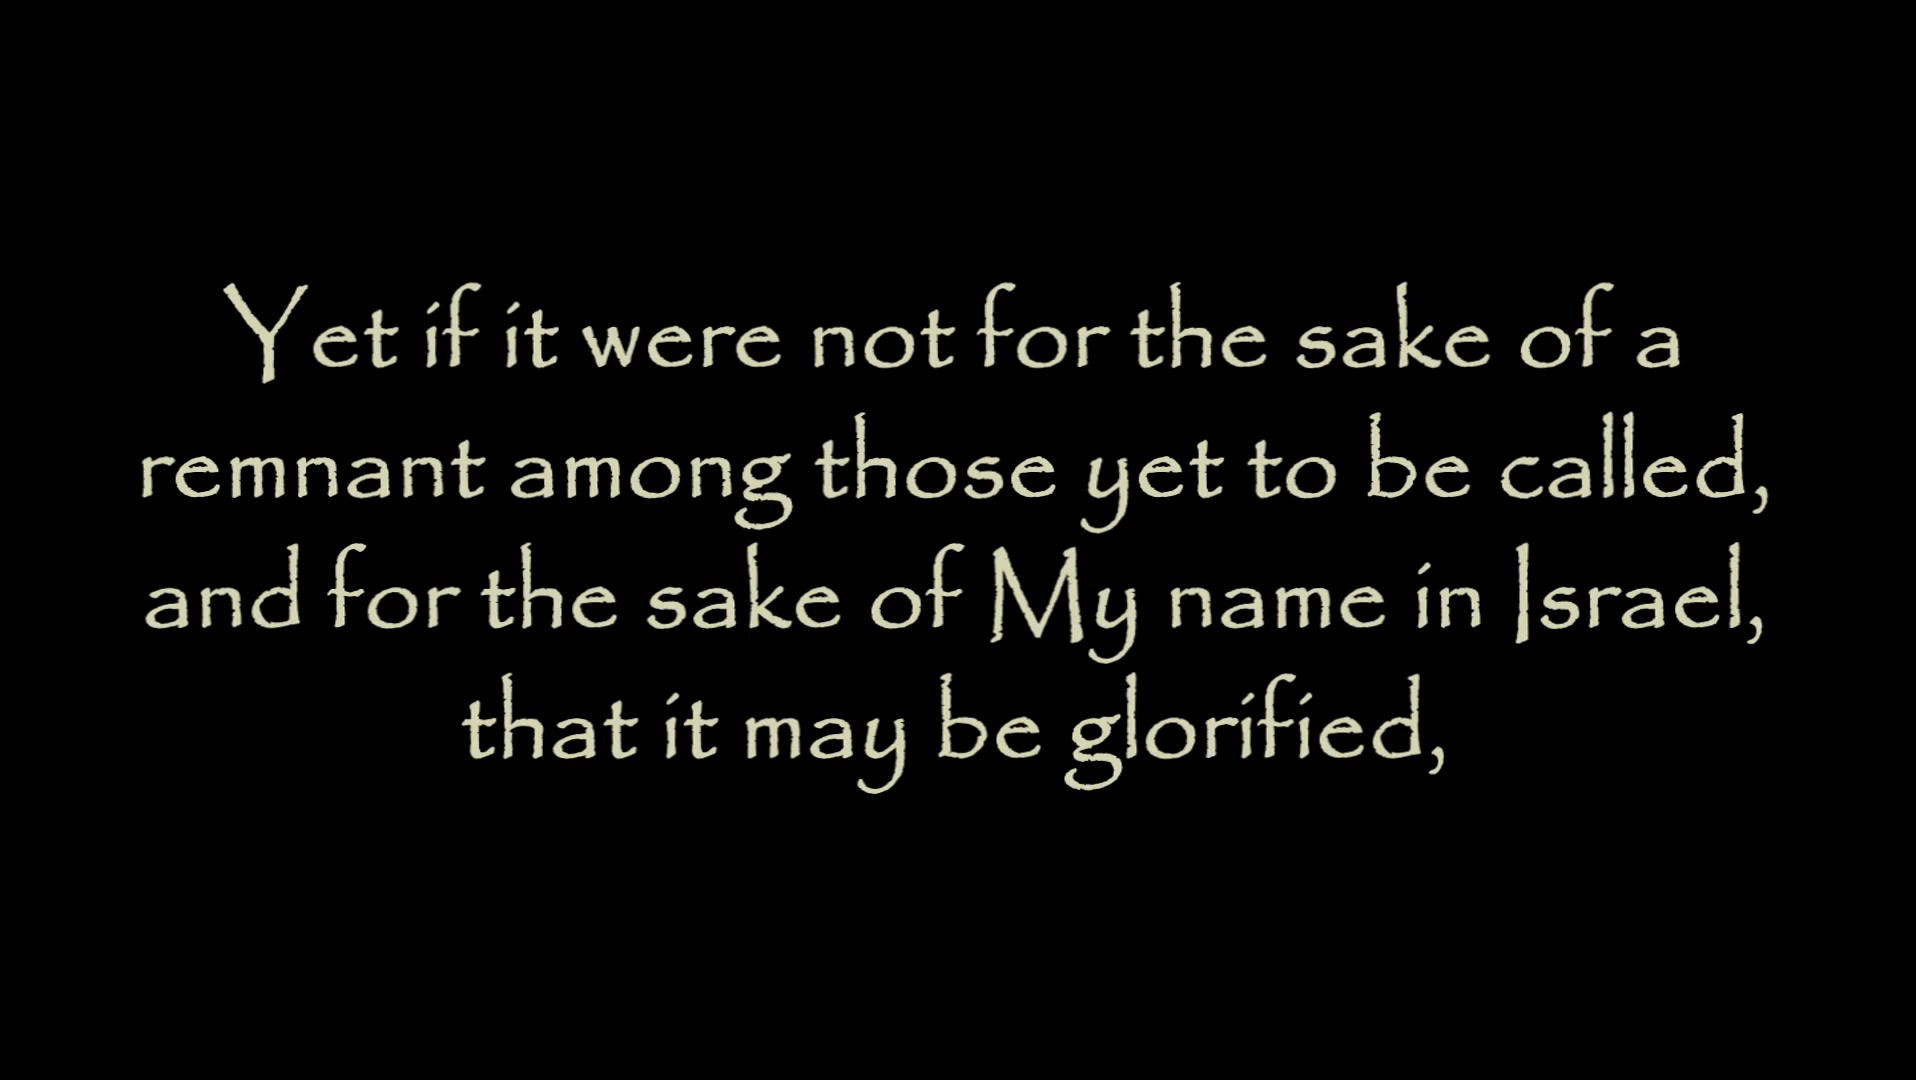 Yet if it were not for the sake of a
remnant among those yet to be called,
and for the sake of My name in Israel,
that it may be glorified,